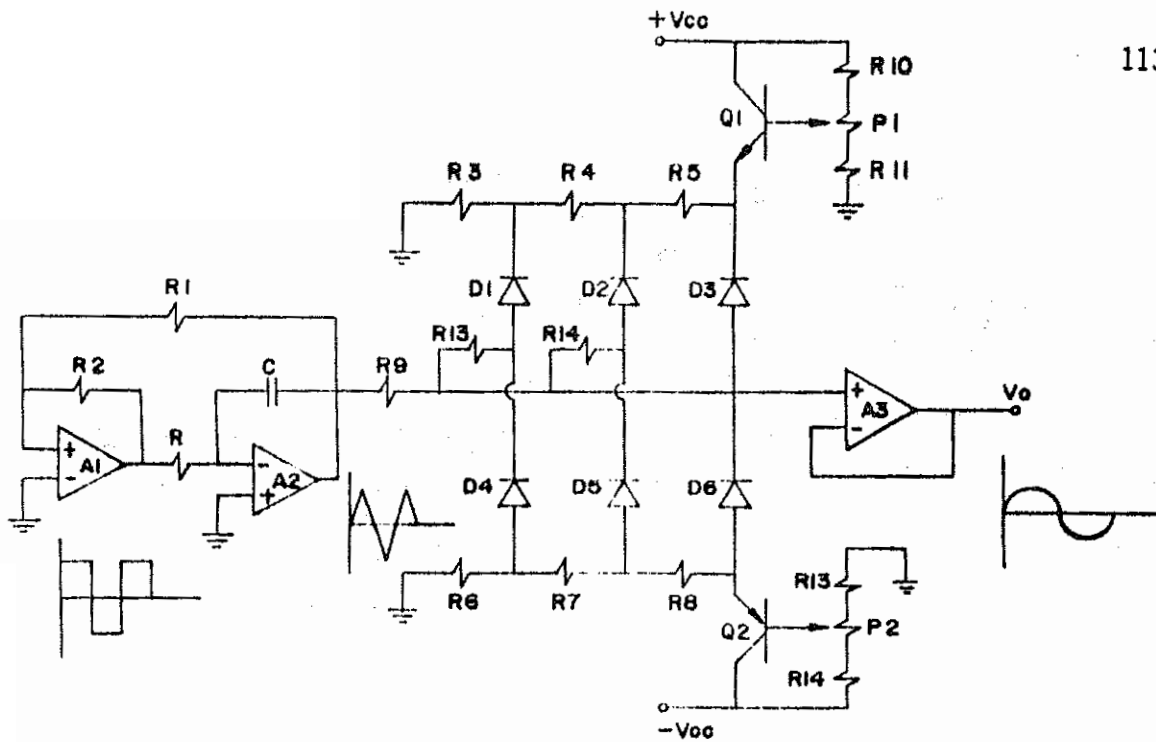 +Vcc
113
R10
Q1
P1
R11
R3 R4 R5
D1 D2 D3
R1
R13 R14
R2 C R9
+ A1 -
R
- A2 +
+ A3 -
Vo
D4 D5 D6
R6 R7 R8
R13
Q2 P2
R14
-Vcc